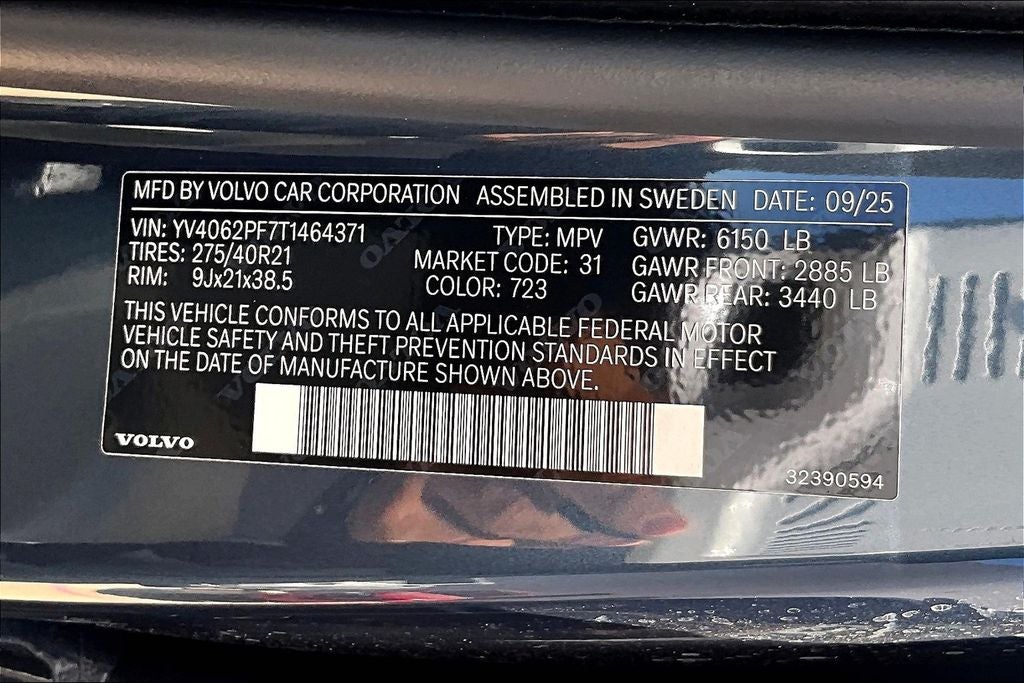 MFD BY VOLVO CAR CORPORATION ASSEMBLED IN SWEDEN DATE: 09/25
VIN: YV4062PF7T1464371 TYPE: MPV GVWR: 6150 LB
TIRES: 275/40R21 MARKET CODE: 31 GAWR FRONT: 2885 LB
RIM: 9Jx21x38.5 COLOR: 723 GAWR REAR: 3440 LB
THIS VEHICLE CONFORMS TO ALL APPLICABLE FEDERAL MOTOR
VEHICLE SAFETY AND THEFT PREVENTION STANDARDS IN EFFECT
ON THE DATE OF MANUFACTURE SHOWN ABOVE.
VOLVO
32390594